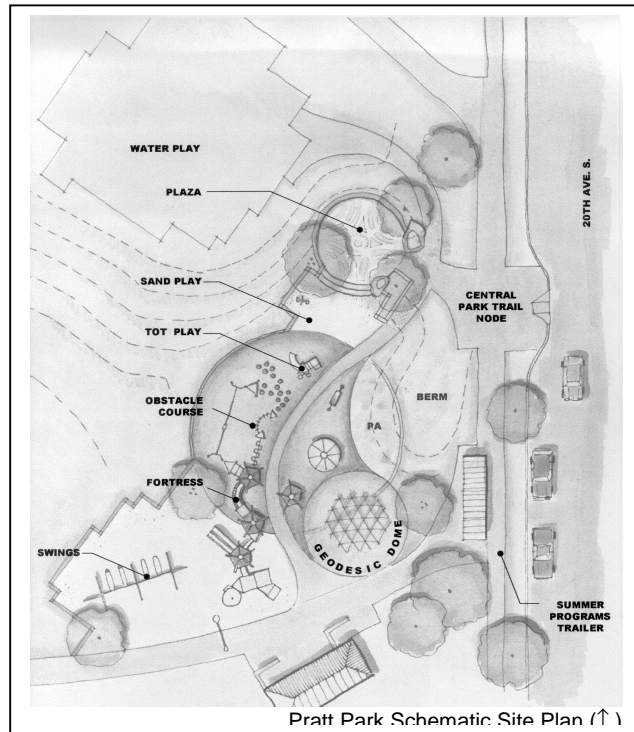 WATER PLAY
PLAZA
20TH AVE. S.
SAND PLAY
CENTRAL
PARK TRAIL
NODE
TOT PLAY
BERM
OBSTACLE
COURSE
PA
FORTRESS
GEODESIC DOME
SWINGS
SUMMER
PROGRAMS
TRAILER
Pratt Park Schematic Site Plan (↑)